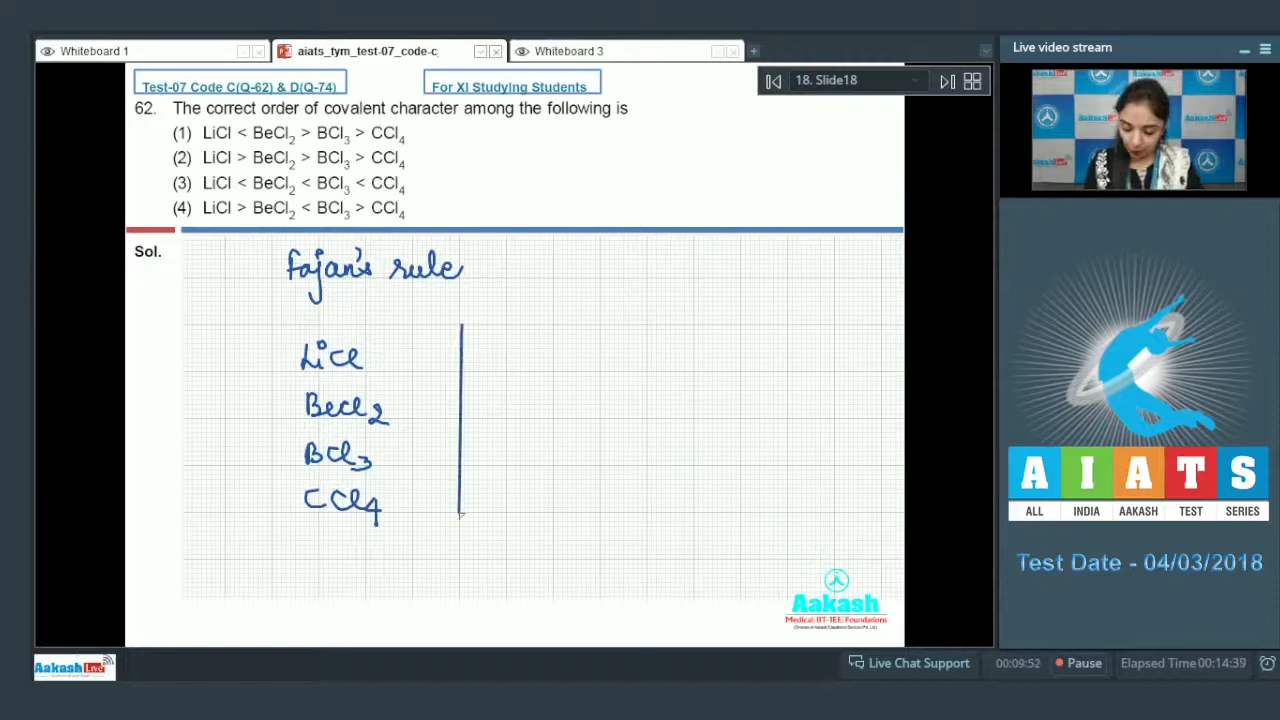 Whiteboard 1
aiats_tym_test-07_code-c
Whiteboard 3
Live video stream
Test-07 Code C(Q-62) & D(Q-74)
For XI Studying Students
18. Slide18
62. The correct order of covalent character among the following is
(1) LiCl < BeCl₂ > BCl₃ > CCl₄
(2) LiCl > BeCl₂ > BCl₃ > CCl₄
(3) LiCl < BeCl₂ < BCl₃ < CCl₄
(4) LiCl > BeCl₂ < BCl₃ > CCl₄
Sol.
Fajan's rule
LiCl
BeCl₂
BCl₃
CCl₄
Aakash
Medical|IIT-JEE|Foundations
AIATS
ALL INDIA AAKASH TEST SERIES
Test Date - 04/03/2018
Aakash Live
Live Chat Support
00:09:52
Pause
Elapsed Time 00:14:39